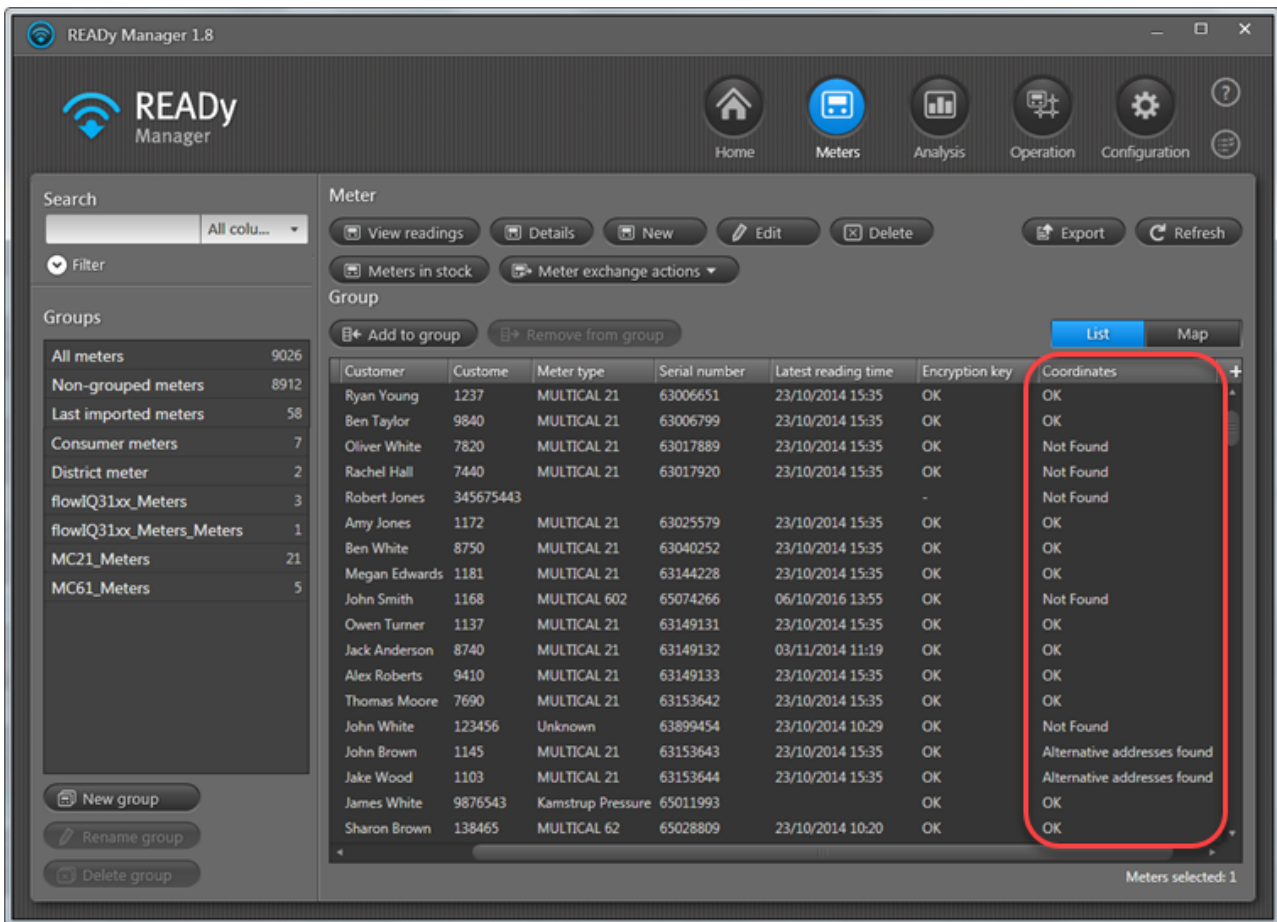 READy Manager 1.8
READy
Manager
Home Meters Analysis Operation Configuration
?
Search
All colu...
Filter
Groups
All meters 9026
Non-grouped meters 8912
Last imported meters 58
Consumer meters 7
District meter 2
flowIQ31xx_Meters 3
flowIQ31xx_Meters_Meters 1
MC21_Meters 21
MC61_Meters 5
New group
Rename group
Delete group
Meter
View readings Details New Edit Delete Export Refresh
Meters in stock Meter exchange actions
Group
Add to group Remove from group List Map
Customer Custome Meter type Serial number Latest reading time Encryption key Coordinates +
Ryan Young 1237 MULTICAL 21 63006651 23/10/2014 15:35 OK OK
Ben Taylor 9840 MULTICAL 21 63006799 23/10/2014 15:35 OK OK
Oliver White 7820 MULTICAL 21 63017889 23/10/2014 15:35 OK Not Found
Rachel Hall 7440 MULTICAL 21 63017920 23/10/2014 15:35 OK Not Found
Robert Jones 345675443 - Not Found
Amy Jones 1172 MULTICAL 21 63025579 23/10/2014 15:35 OK OK
Ben White 8750 MULTICAL 21 63040252 23/10/2014 15:35 OK OK
Megan Edwards 1181 MULTICAL 21 63144228 23/10/2014 15:35 OK OK
John Smith 1168 MULTICAL 602 65074266 06/10/2016 13:55 OK Not Found
Owen Turner 1137 MULTICAL 21 63149131 23/10/2014 15:35 OK OK
Jack Anderson 8740 MULTICAL 21 63149132 03/11/2014 11:19 OK OK
Alex Roberts 9410 MULTICAL 21 63149133 23/10/2014 15:35 OK OK
Thomas Moore 7690 MULTICAL 21 63153642 23/10/2014 15:35 OK OK
John White 123456 Unknown 63899454 23/10/2014 10:29 OK Not Found
John Brown 1145 MULTICAL 21 63153643 23/10/2014 15:35 OK Alternative addresses found
Jake Wood 1103 MULTICAL 21 63153644 23/10/2014 15:35 OK Alternative addresses found
James White 9876543 Kamstrup Pressure 65011993 OK OK
Sharon Brown 138465 MULTICAL 62 65028809 23/10/2014 10:20 OK OK
Meters selected: 1